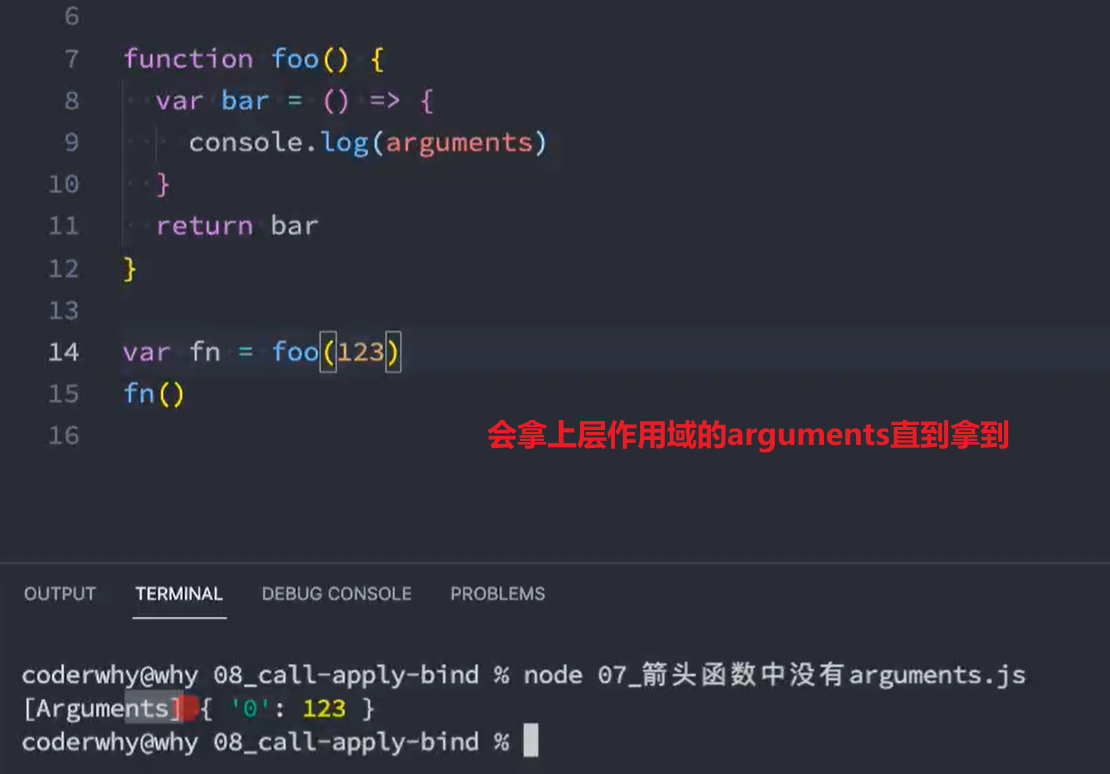 6
7 function foo() {
8 var bar = () => {
9 console.log(arguments)
10 }
11 return bar
12 }
13
14 var fn = foo(123)
15 fn()
16
会拿上层作用域的arguments直到拿到
OUTPUT TERMINAL DEBUG CONSOLE PROBLEMS
coderwhy@why 08_call-apply-bind % node 07_箭头函数中没有arguments.js
[Arguments] { '0': 123 }
coderwhy@why 08_call-apply-bind %